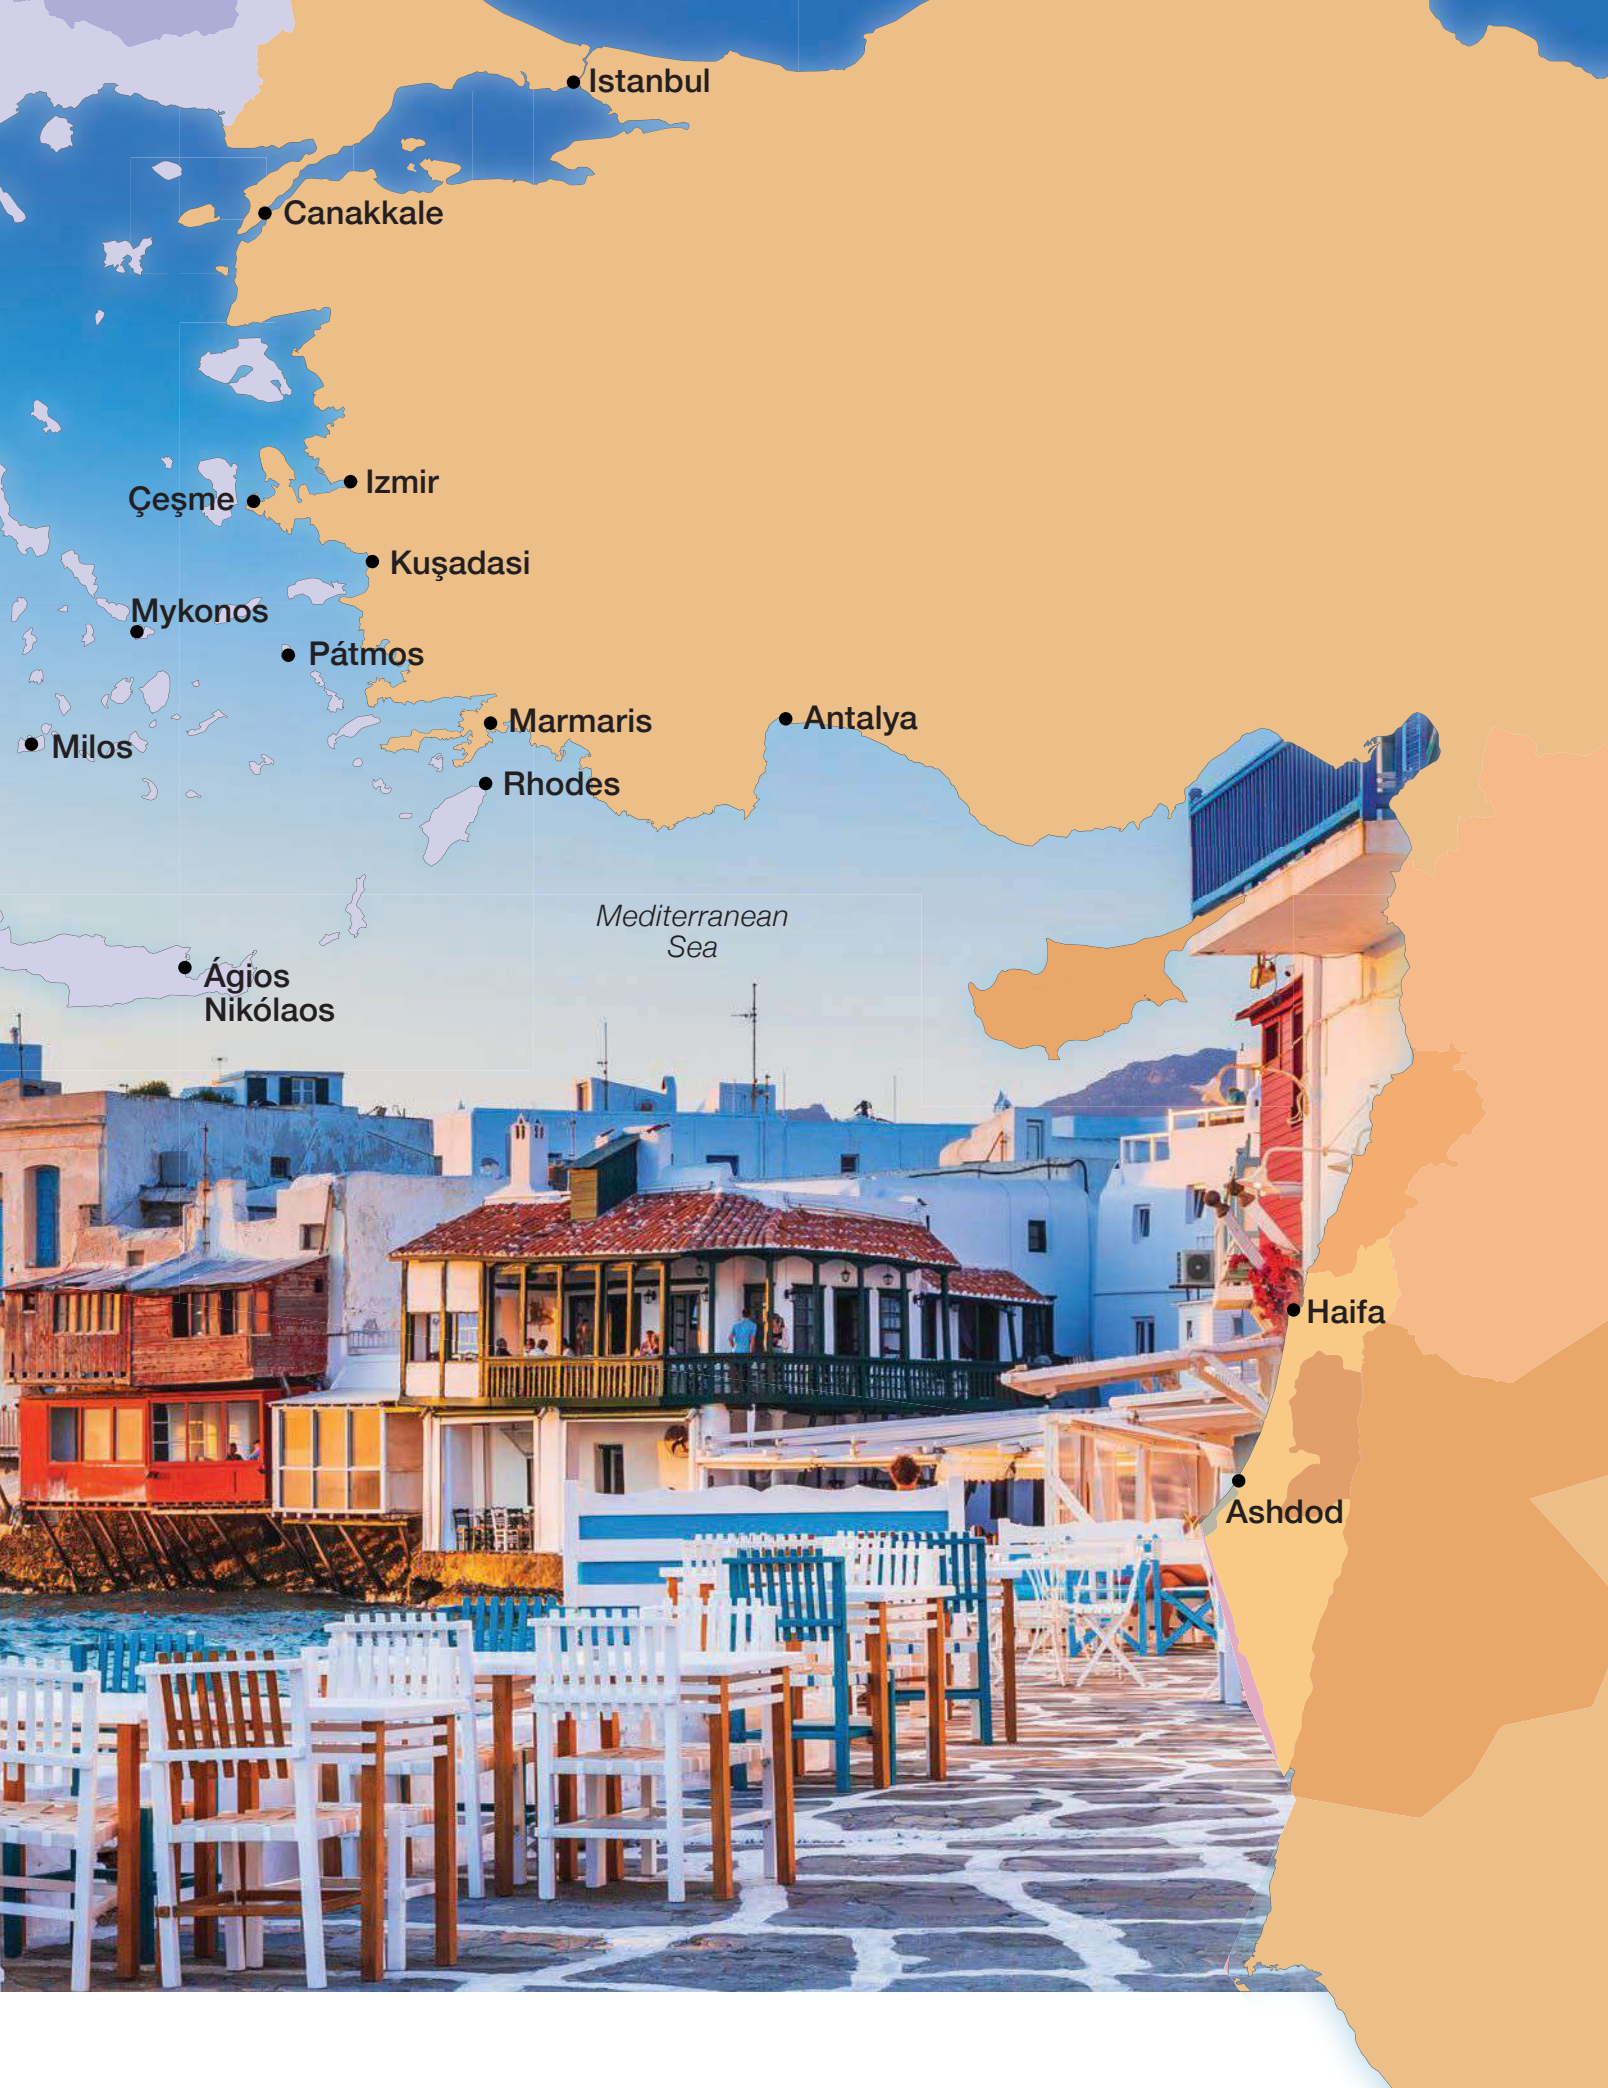 Istanbul
Canakkale
Izmir
Çeşme
Kuşadasi
Mykonos
Pátmos
Marmaris
Antalya
Milos
Rhodes
Mediterranean
Sea
Ágios
Nikólaos
Haifa
Ashdod